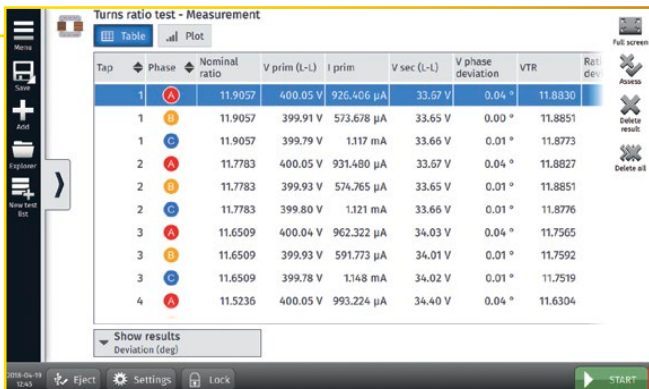 Turns ratio test - Measurement
Table Plot
Menu
Save
Add
Explorer
New test list
Full screen
Assess
Delete result
Delete all
Tap Phase Nominal ratio V prim (L-L) I prim V sec (L-L) V phase deviation VTR
1 A 11.9057 400.05 V 926.406 µA 33.67 V 0.04 ° 11.8830
1 B 11.9057 399.91 V 573.678 µA 33.65 V 0.00 ° 11.8851
1 C 11.9057 399.79 V 1.117 mA 33.66 V 0.01 ° 11.8773
2 A 11.7783 400.05 V 931.480 µA 33.67 V 0.04 ° 11.8827
2 B 11.7783 399.93 V 574.765 µA 33.65 V 0.01 ° 11.8851
2 C 11.7783 399.80 V 1.121 mA 33.66 V 0.01 ° 11.8776
3 A 11.6509 400.04 V 962.322 µA 34.03 V 0.04 ° 11.7565
3 B 11.6509 399.93 V 591.773 µA 34.01 V 0.01 ° 11.7592
3 C 11.6509 399.78 V 1.148 mA 34.02 V 0.01 ° 11.7519
4 A 11.5236 400.05 V 993.224 µA 34.40 V 0.04 ° 11.6304
Show results
Deviation (deg)
2018-04-19
12:45
Eject Settings Lock START